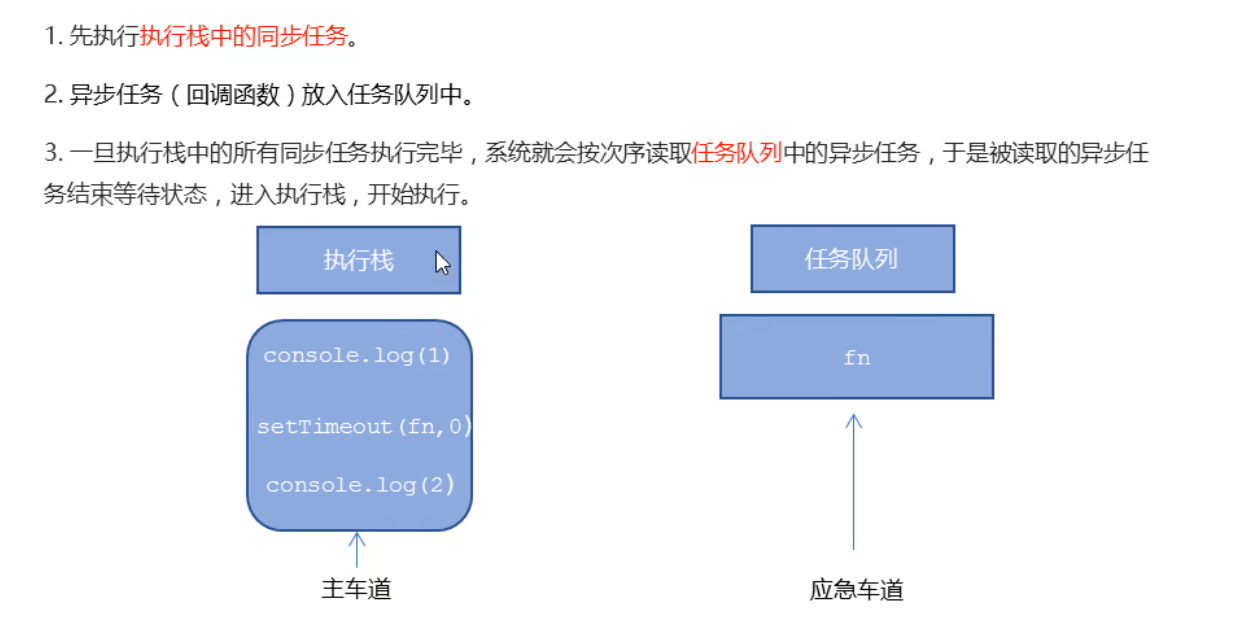 1. 先执行执行栈中的同步任务。
2. 异步任务（回调函数）放入任务队列中。
3. 一旦执行栈中的所有同步任务执行完毕，系统就会按次序读取任务队列中的异步任务，于是被读取的异步任
务结束等待状态，进入执行栈，开始执行。
执行栈
任务队列
console.log(1)
setTimeout(fn,0)
console.log(2)
fn
主车道
应急车道